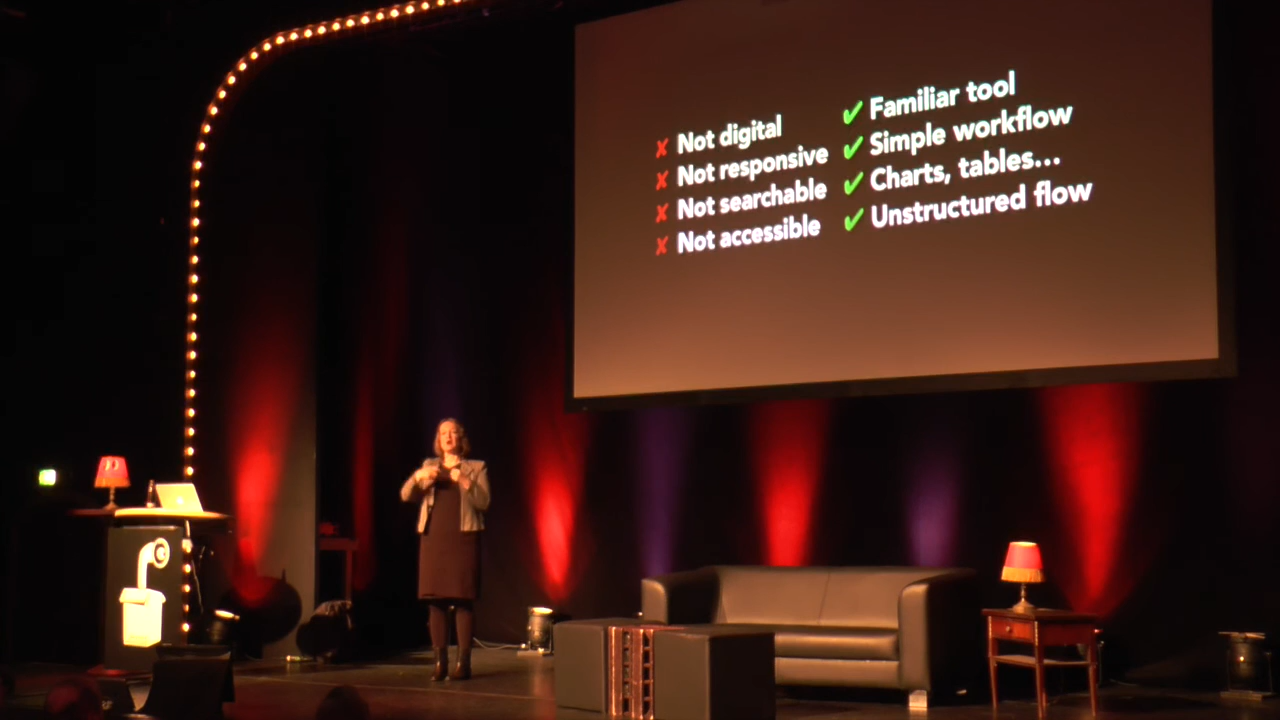 ✘ Not digital
✘ Not responsive
✘ Not searchable
✘ Not accessible
✔ Familiar tool
✔ Simple workflow
✔ Charts, tables...
✔ Unstructured flow